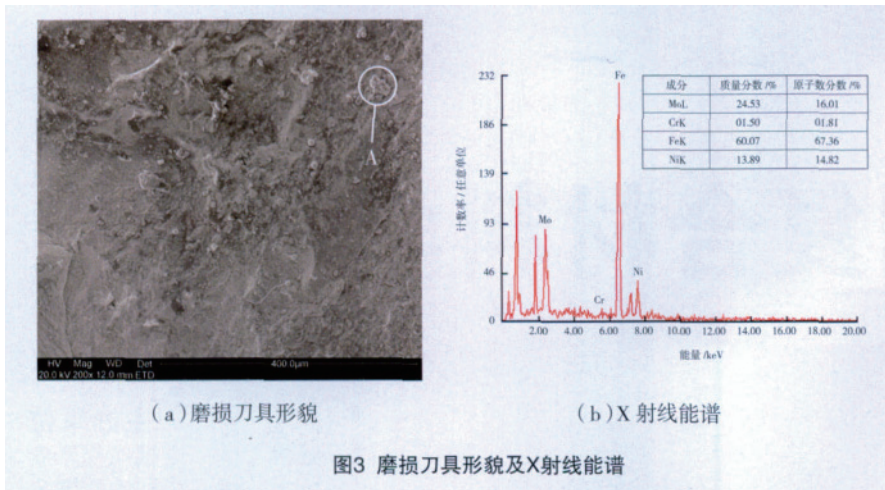 A
HV Mag WD Det 400.0μm
20.0 kV 200x 12.0 mm ETD
(a)磨损刀具形貌
232
186
139
93
46
0
计数率/任意单位
Fe
Mo
Cr
Ni
2.00 4.00 6.00 8.00 10.00 12.00 14.00 16.00 18.00 20.00
能量/keV
成分 质量分数/% 原子数分数/%
MoL 24.53 16.01
CrK 01.50 01.81
FeK 60.07 67.36
NiK 13.89 14.82
(b)X射线能谱
图3 磨损刀具形貌及X射线能谱